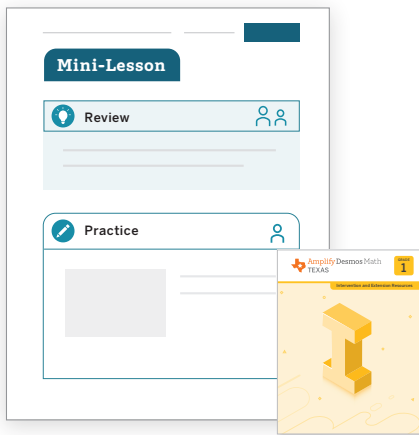 Mini-Lesson
Review
Practice
Amplify Desmos Math
TEXAS
GRADE
1
Intervention and Extension Resources